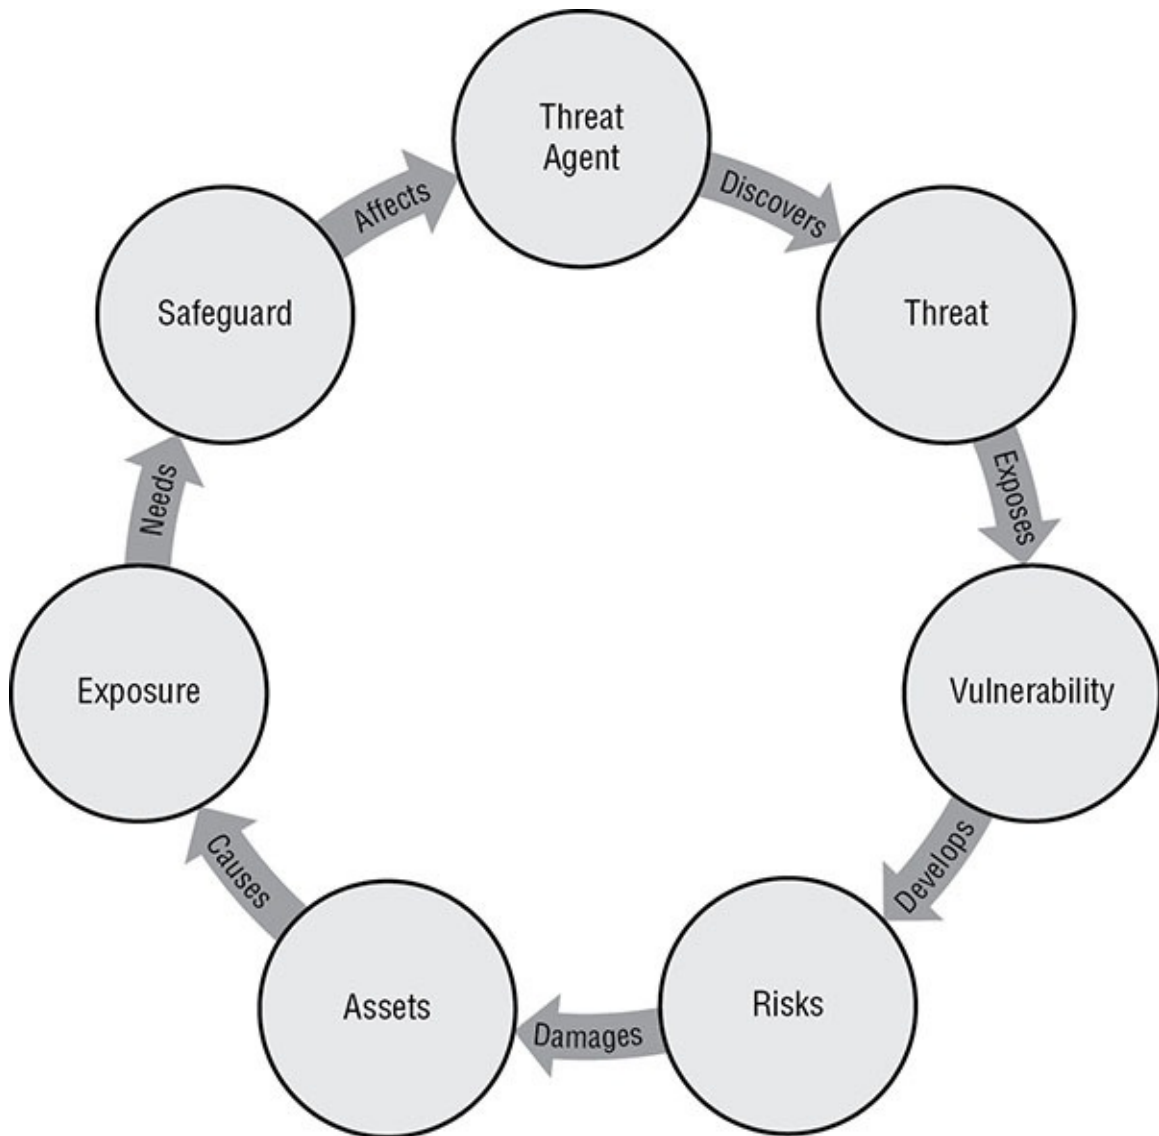 Threat
Agent
Discovers
Threat
Exposes
Vulnerability
Develops
Risks
Damages
Assets
Causes
Exposure
Needs
Safeguard
Affects